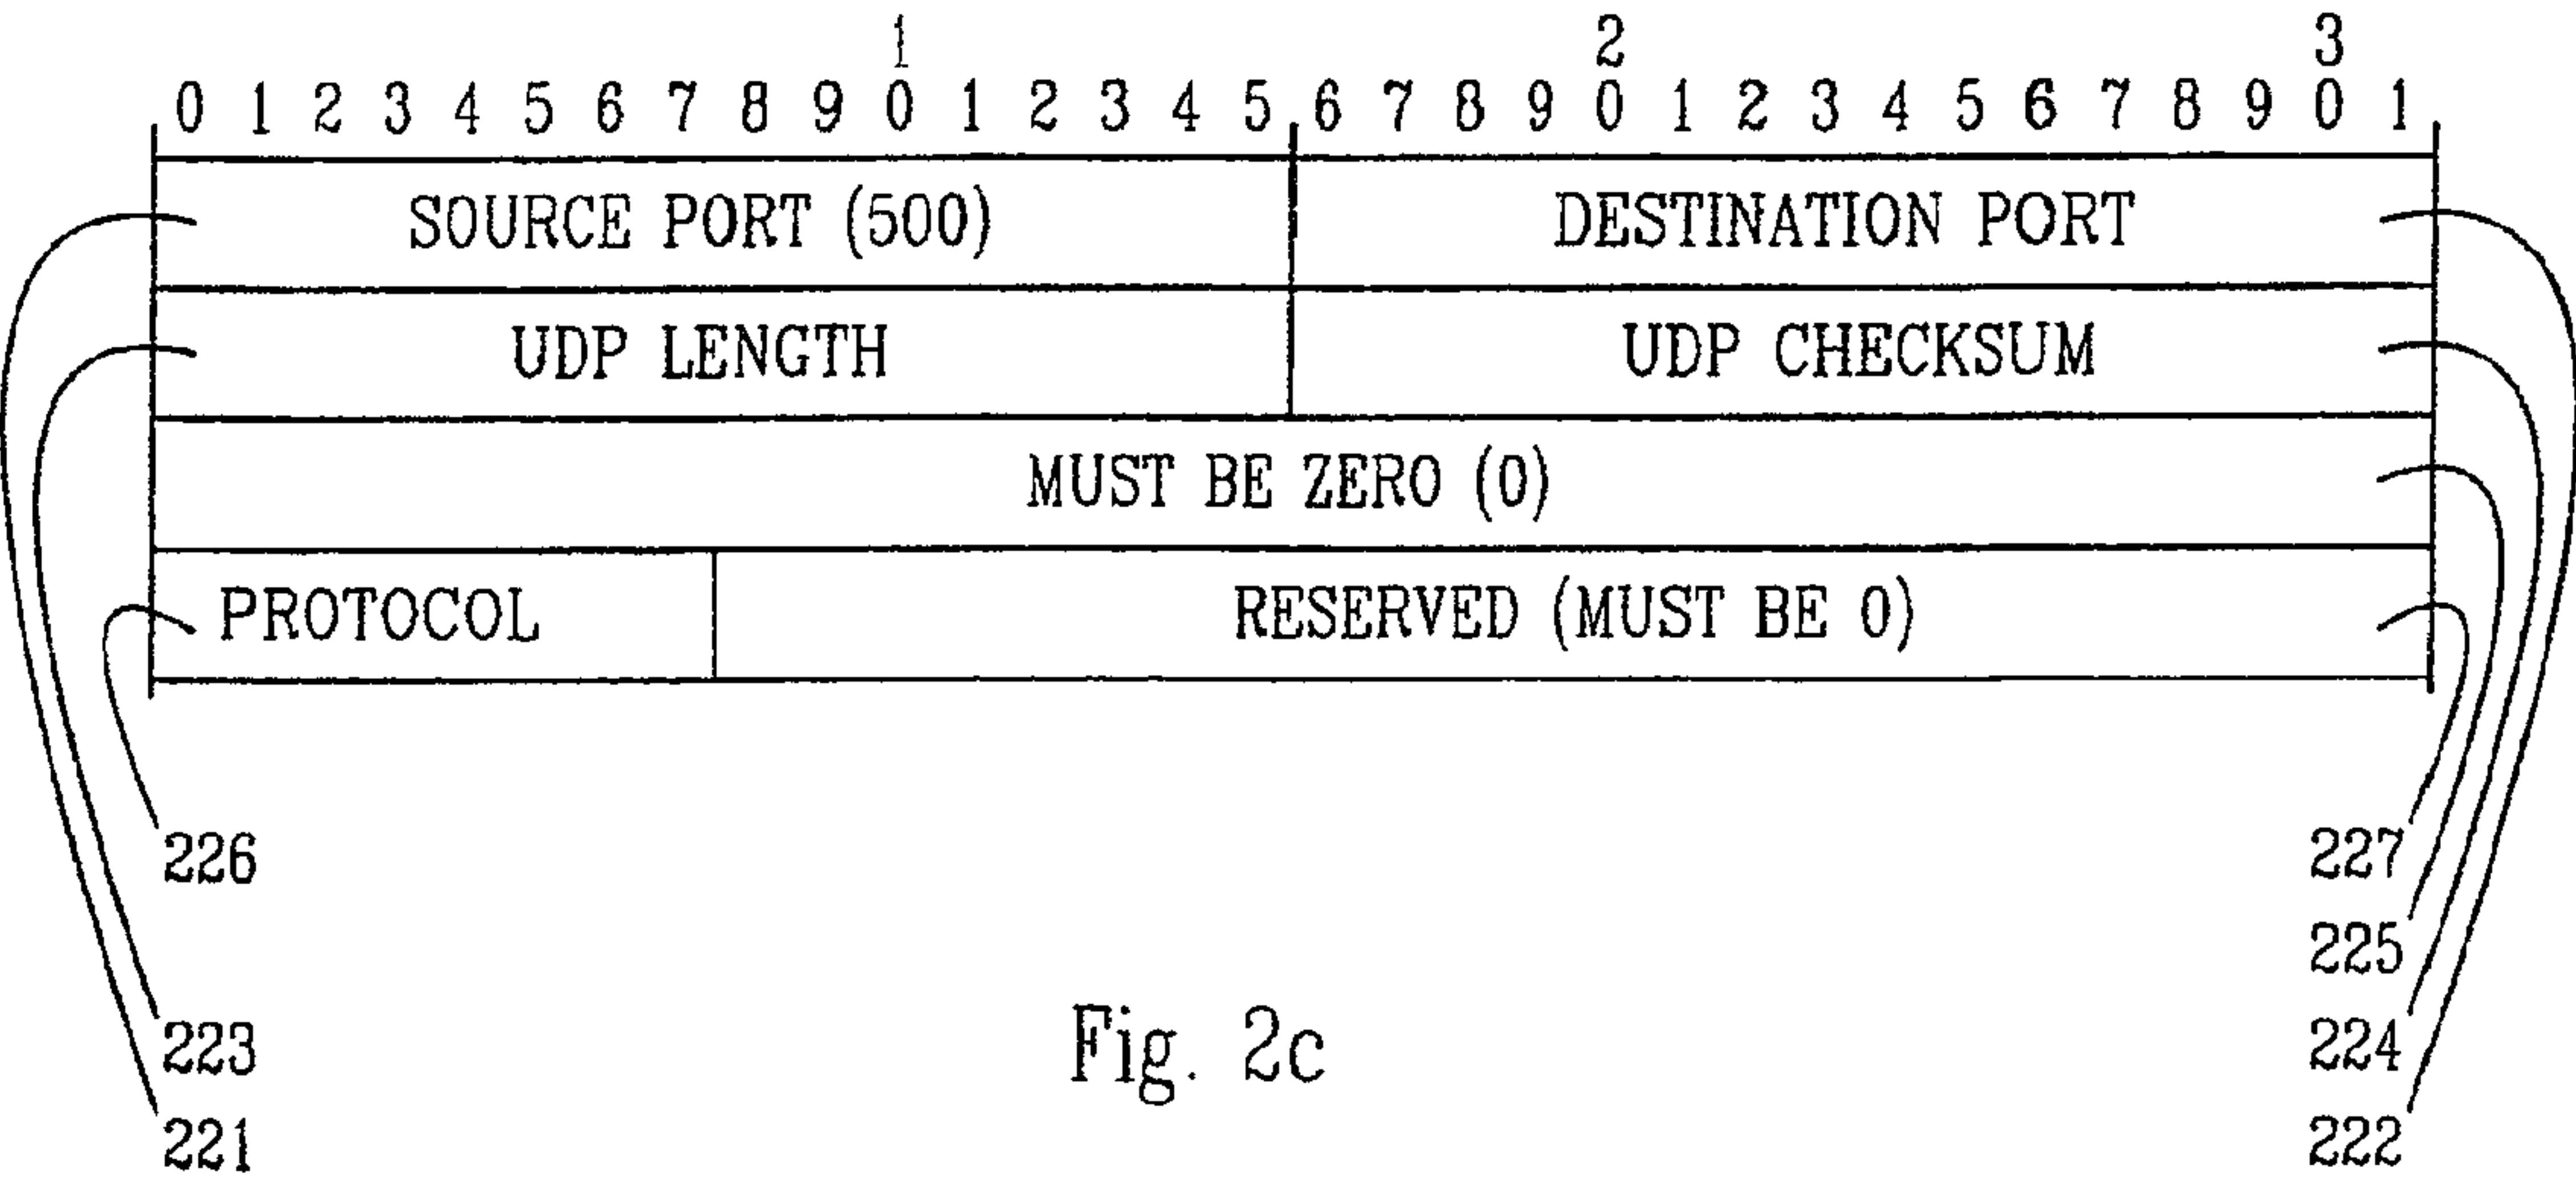 1 2 3
0 1 2 3 4 5 6 7 8 9 0 1 2 3 4 5 6 7 8 9 0 1 2 3 4 5 6 7 8 9 0 1
SOURCE PORT (500) DESTINATION PORT
UDP LENGTH UDP CHECKSUM
MUST BE ZERO (0)
PROTOCOL RESERVED (MUST BE 0)
226 227
225
223 224
221 222
Fig. 2c